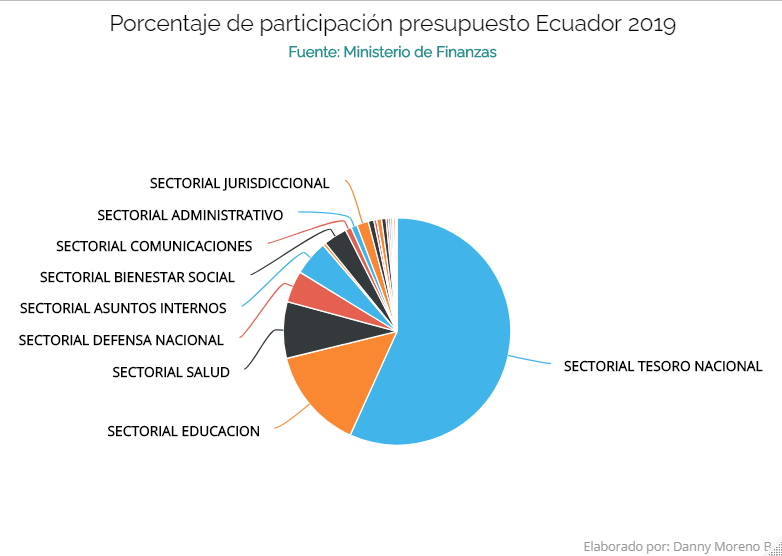 Porcentaje de participación presupuesto Ecuador 2019
Fuente: Ministerio de Finanzas
SECTORIAL JURISDICCIONAL
SECTORIAL ADMINISTRATIVO
SECTORIAL COMUNICACIONES
SECTORIAL BIENESTAR SOCIAL
SECTORIAL ASUNTOS INTERNOS
SECTORIAL DEFENSA NACIONAL
SECTORIAL TESORO NACIONAL
SECTORIAL SALUD
SECTORIAL EDUCACION
Elaborado por: Danny Moreno